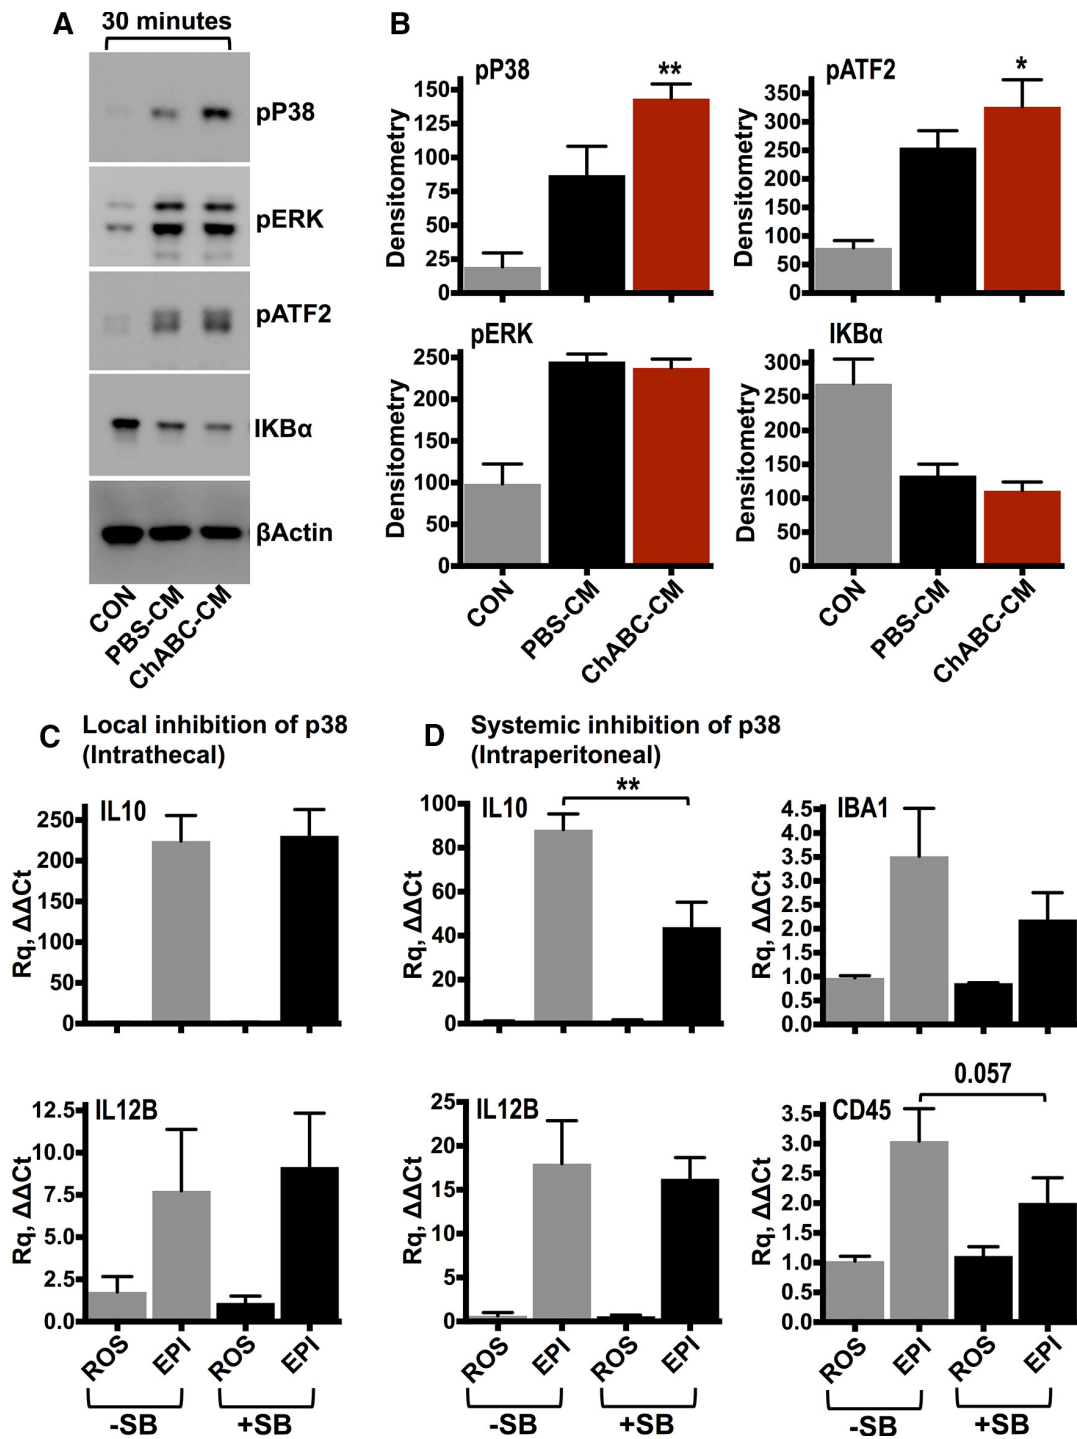 A
30 minutes
pP38
pERK
pATF2
IKBα
βActin
CON
PBS-CM
ChABC-CM
B
pP38
**
Densitometry
150
125
100
75
50
25
0
pATF2
*
Densitometry
350
300
250
200
150
100
50
0
pERK
Densitometry
250
200
150
100
50
0
CON
PBS-CM
ChABC-CM
IKBα
Densitometry
300
250
200
150
100
50
0
CON
PBS-CM
ChABC-CM
C
Local inhibition of p38
(Intrathecal)
IL10
Rq, ΔΔCt
250
200
150
100
50
0
IL12B
Rq, ΔΔCt
12.5
10.0
7.5
5.0
2.5
0.0
ROS
EPI
ROS
EPI
-SB
+SB
D
Systemic inhibition of p38
(Intraperitoneal)
IL10
**
Rq, ΔΔCt
100
80
60
40
20
0
IBA1
Rq, ΔΔCt
4.5
4.0
3.5
3.0
2.5
2.0
1.5
1.0
0.5
0.0
IL12B
Rq, ΔΔCt
25
20
15
10
5
0
ROS
EPI
ROS
EPI
-SB
+SB
CD45
0.057
Rq, ΔΔCt
3.5
3.0
2.5
2.0
1.5
1.0
0.5
0.0
ROS
EPI
ROS
EPI
-SB
+SB